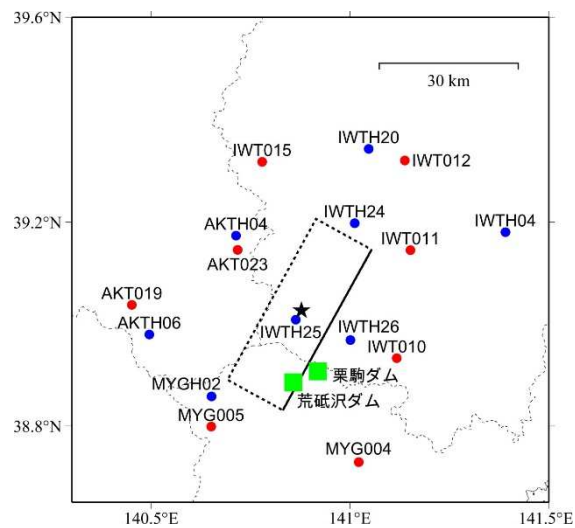 39.6°N
30 km
IWTH20
IWT015
IWT012
AKTH04
IWTH24
IWTH04
39.2°N
AKT023
IWT011
AKT019
AKTH06
IWTH25
IWTH26
IWT010
MYGH02
栗駒ダム
荒砥沢ダム
MYG005
38.8°N
MYG004
140.5°E
141°E
141.5°E